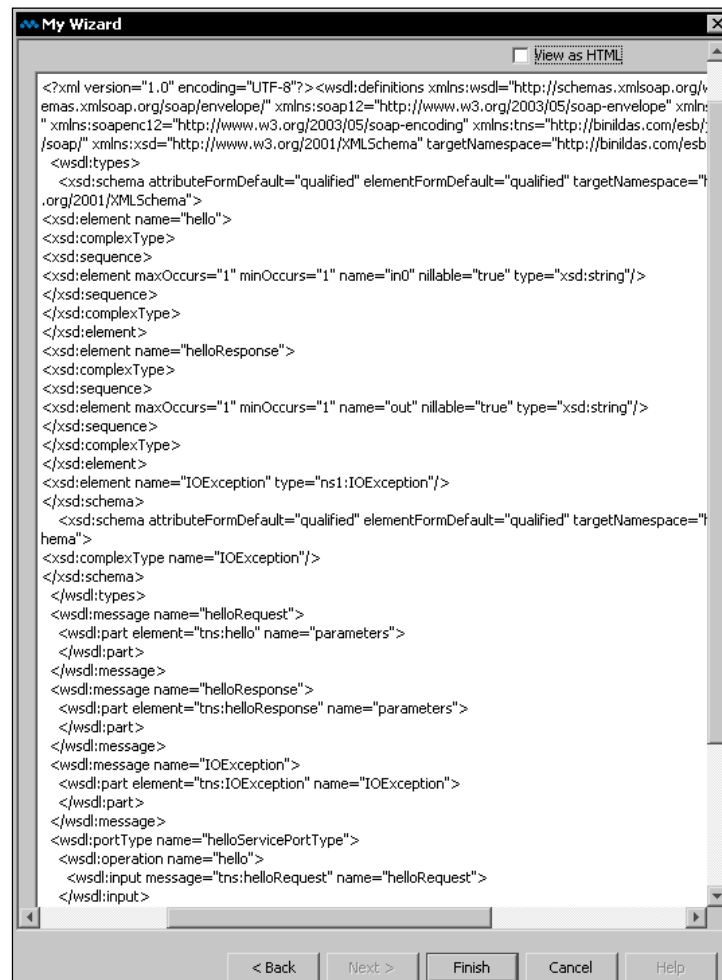 My Wizard
View as HTML
<?xml version="1.0" encoding="UTF-8"?><wsdl:definitions xmlns:wsdl="http://schemas.xmlsoap.org/
emas.xmlsoap.org/soap/envelope/" xmlns:soap12="http://www.w3.org/2003/05/soap-envelope" xmlns
" xmlns:soapenc12="http://www.w3.org/2003/05/soap-encoding" xmlns:tns="http://binildas.com/esb/
/soap/" xmlns:xsd="http://www.w3.org/2001/XMLSchema" targetNamespace="http://binildas.com/esb
<wsdl:types>
<xsd:schema attributeFormDefault="qualified" elementFormDefault="qualified" targetNamespace="
.org/2001/XMLSchema">
<xsd:element name="hello">
<xsd:complexType>
<xsd:sequence>
<xsd:element maxOccurs="1" minOccurs="1" name="in0" nillable="true" type="xsd:string"/>
</xsd:sequence>
</xsd:complexType>
</xsd:element>
<xsd:element name="helloResponse">
<xsd:complexType>
<xsd:sequence>
<xsd:element maxOccurs="1" minOccurs="1" name="out" nillable="true" type="xsd:string"/>
</xsd:sequence>
</xsd:complexType>
</xsd:element>
<xsd:element name="IOException" type="ns1:IOException"/>
</xsd:schema>
<xsd:schema attributeFormDefault="qualified" elementFormDefault="qualified" targetNamespace="
hema">
<xsd:complexType name="IOException"/>
</xsd:schema>
</wsdl:types>
<wsdl:message name="helloRequest">
<wsdl:part element="tns:hello" name="parameters">
</wsdl:part>
</wsdl:message>
<wsdl:message name="helloResponse">
<wsdl:part element="tns:helloResponse" name="parameters">
</wsdl:part>
</wsdl:message>
<wsdl:message name="IOException">
<wsdl:part element="tns:IOException" name="IOException">
</wsdl:part>
</wsdl:message>
<wsdl:portType name="helloServicePortType">
<wsdl:operation name="hello">
<wsdl:input message="tns:helloRequest" name="helloRequest">
</wsdl:input>
< Back
Next >
Finish
Cancel
Help